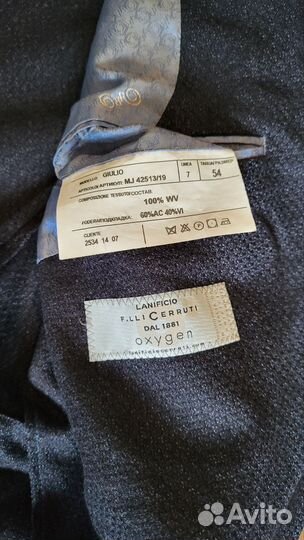 MODELLO: GIULIO LINEA TAGLIA/РАЗМЕР
ARTICOLO/АРТИКУЛ: MJ 42513/19 7 54
COMPOSIZIONE TESSUTO/СОСТАВ:
100% WV
FODERA/ПОДКЛАДКА:
60%AC 40%VI
CLIENTE
2534 14 07
LANIFICIO
F.LLI CERRUTI
DAL 1881
oxygen
Avito